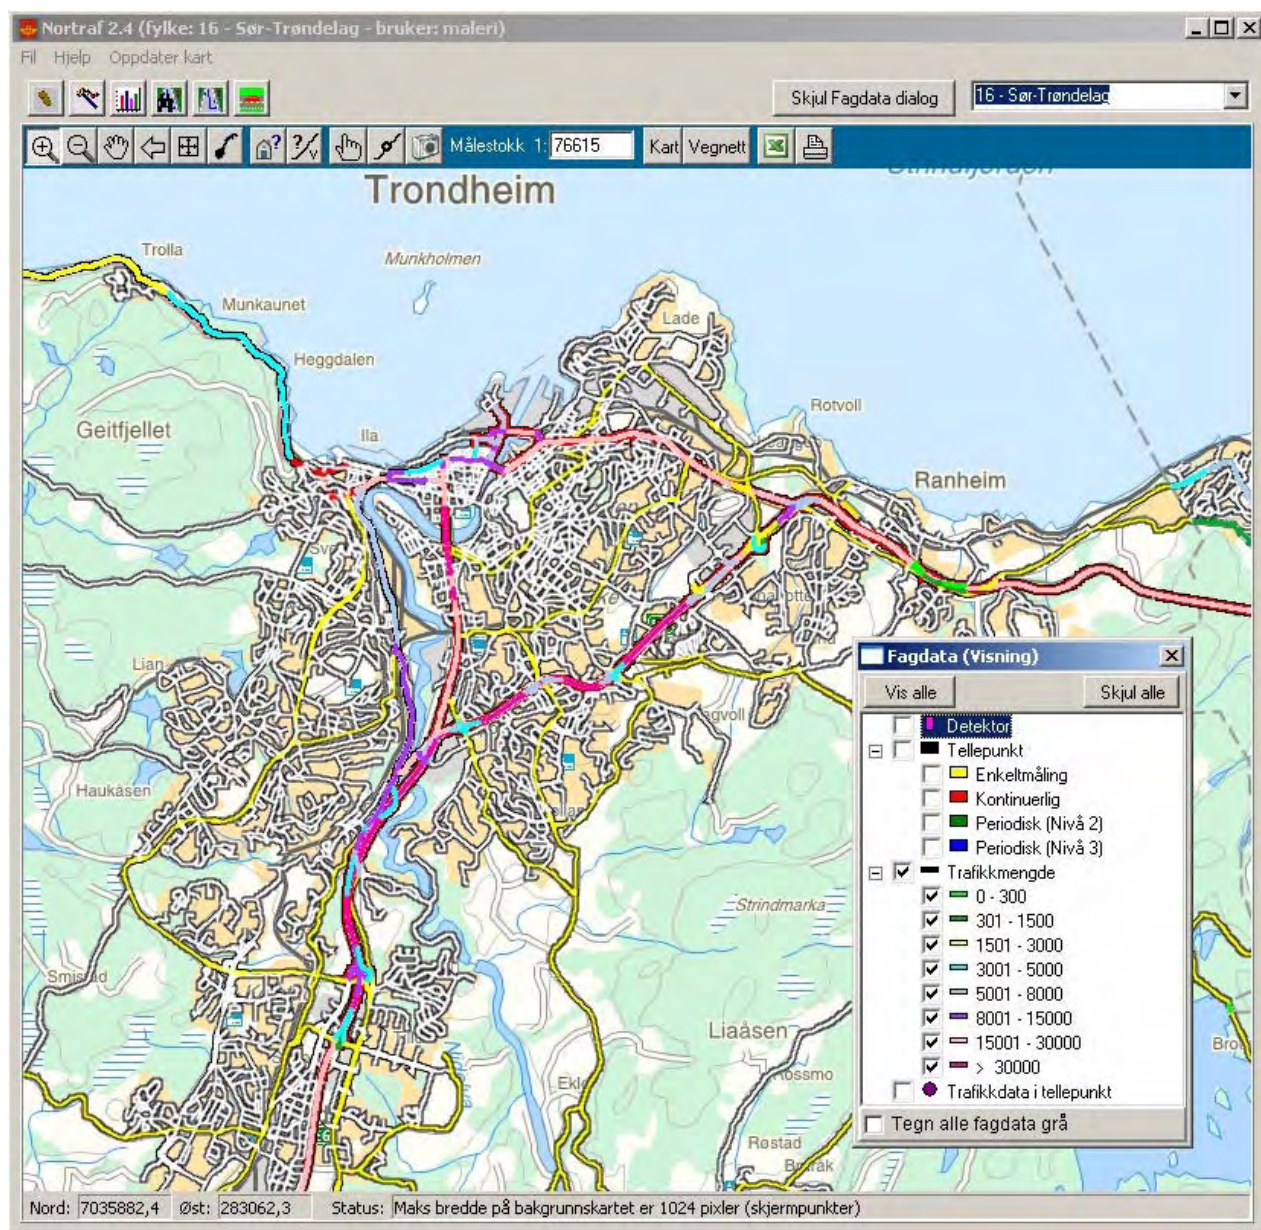 Nortraf 2.4 (fylke: 16 - Sør-Trøndelag - bruker: maleri)
Fil Hjelp Oppdater kart
Skjul Fagdata dialog
16 - Sør-Trøndelag
Målestokk 1: 76615
Kart Vegnett
Trondheim
Trolla
Munkholmen
Munkaunet
Lade
Heggdalen
Rotvoll
Geitfjellet
Ila
Ranheim
Lian
Haukåsen
Strindmarka
Smistad
Liaåsen
Rossmo
Rostad
Fagdata (Visning)
Vis alle
Skjul alle
Detektor
Tellepunkt
Enkeltmåling
Kontinuerlig
Periodisk (Nivå 2)
Periodisk (Nivå 3)
Trafikkmengde
0 - 300
301 - 1500
1501 - 3000
3001 - 5000
5001 - 8000
8001 - 15000
15001 - 30000
> 30000
Trafikkdata i tellepunkt
Tegn alle fagdata grå
Nord: 7035882,4 Øst: 283062,3 Status: Maks bredde på bakgrunnskartet er 1024 pixler (skjermpunkter)